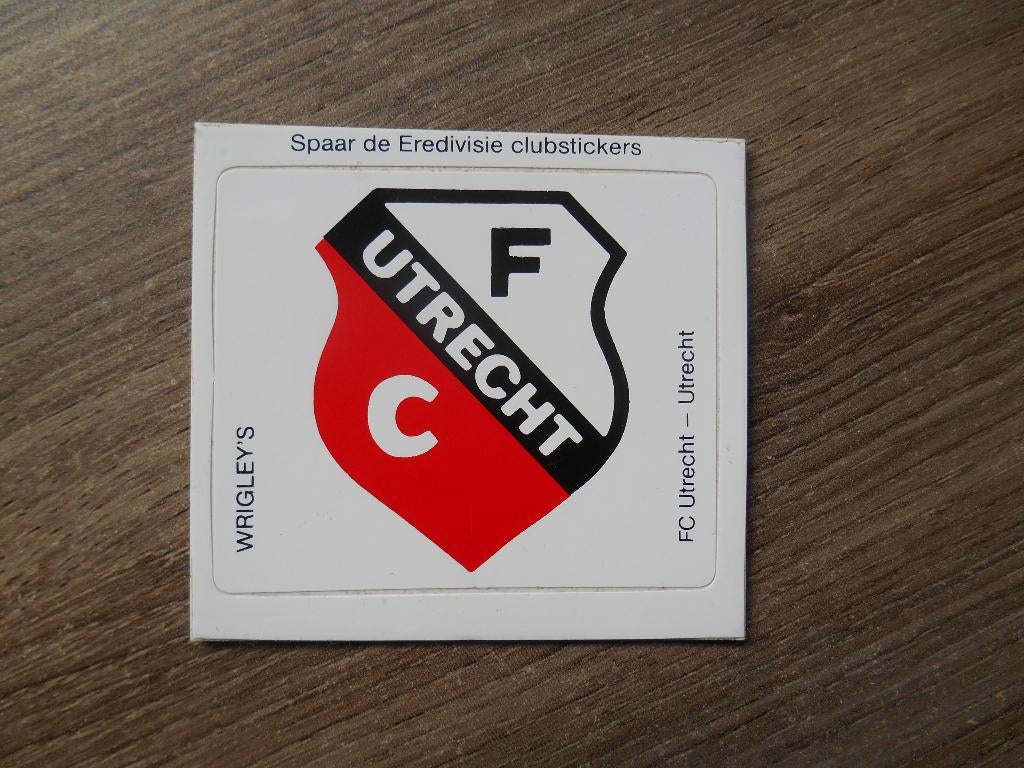 Spaar de Eredivisie clubstickers
F
UTRECHT
C
WRIGLEY'S
FC Utrecht – Utrecht